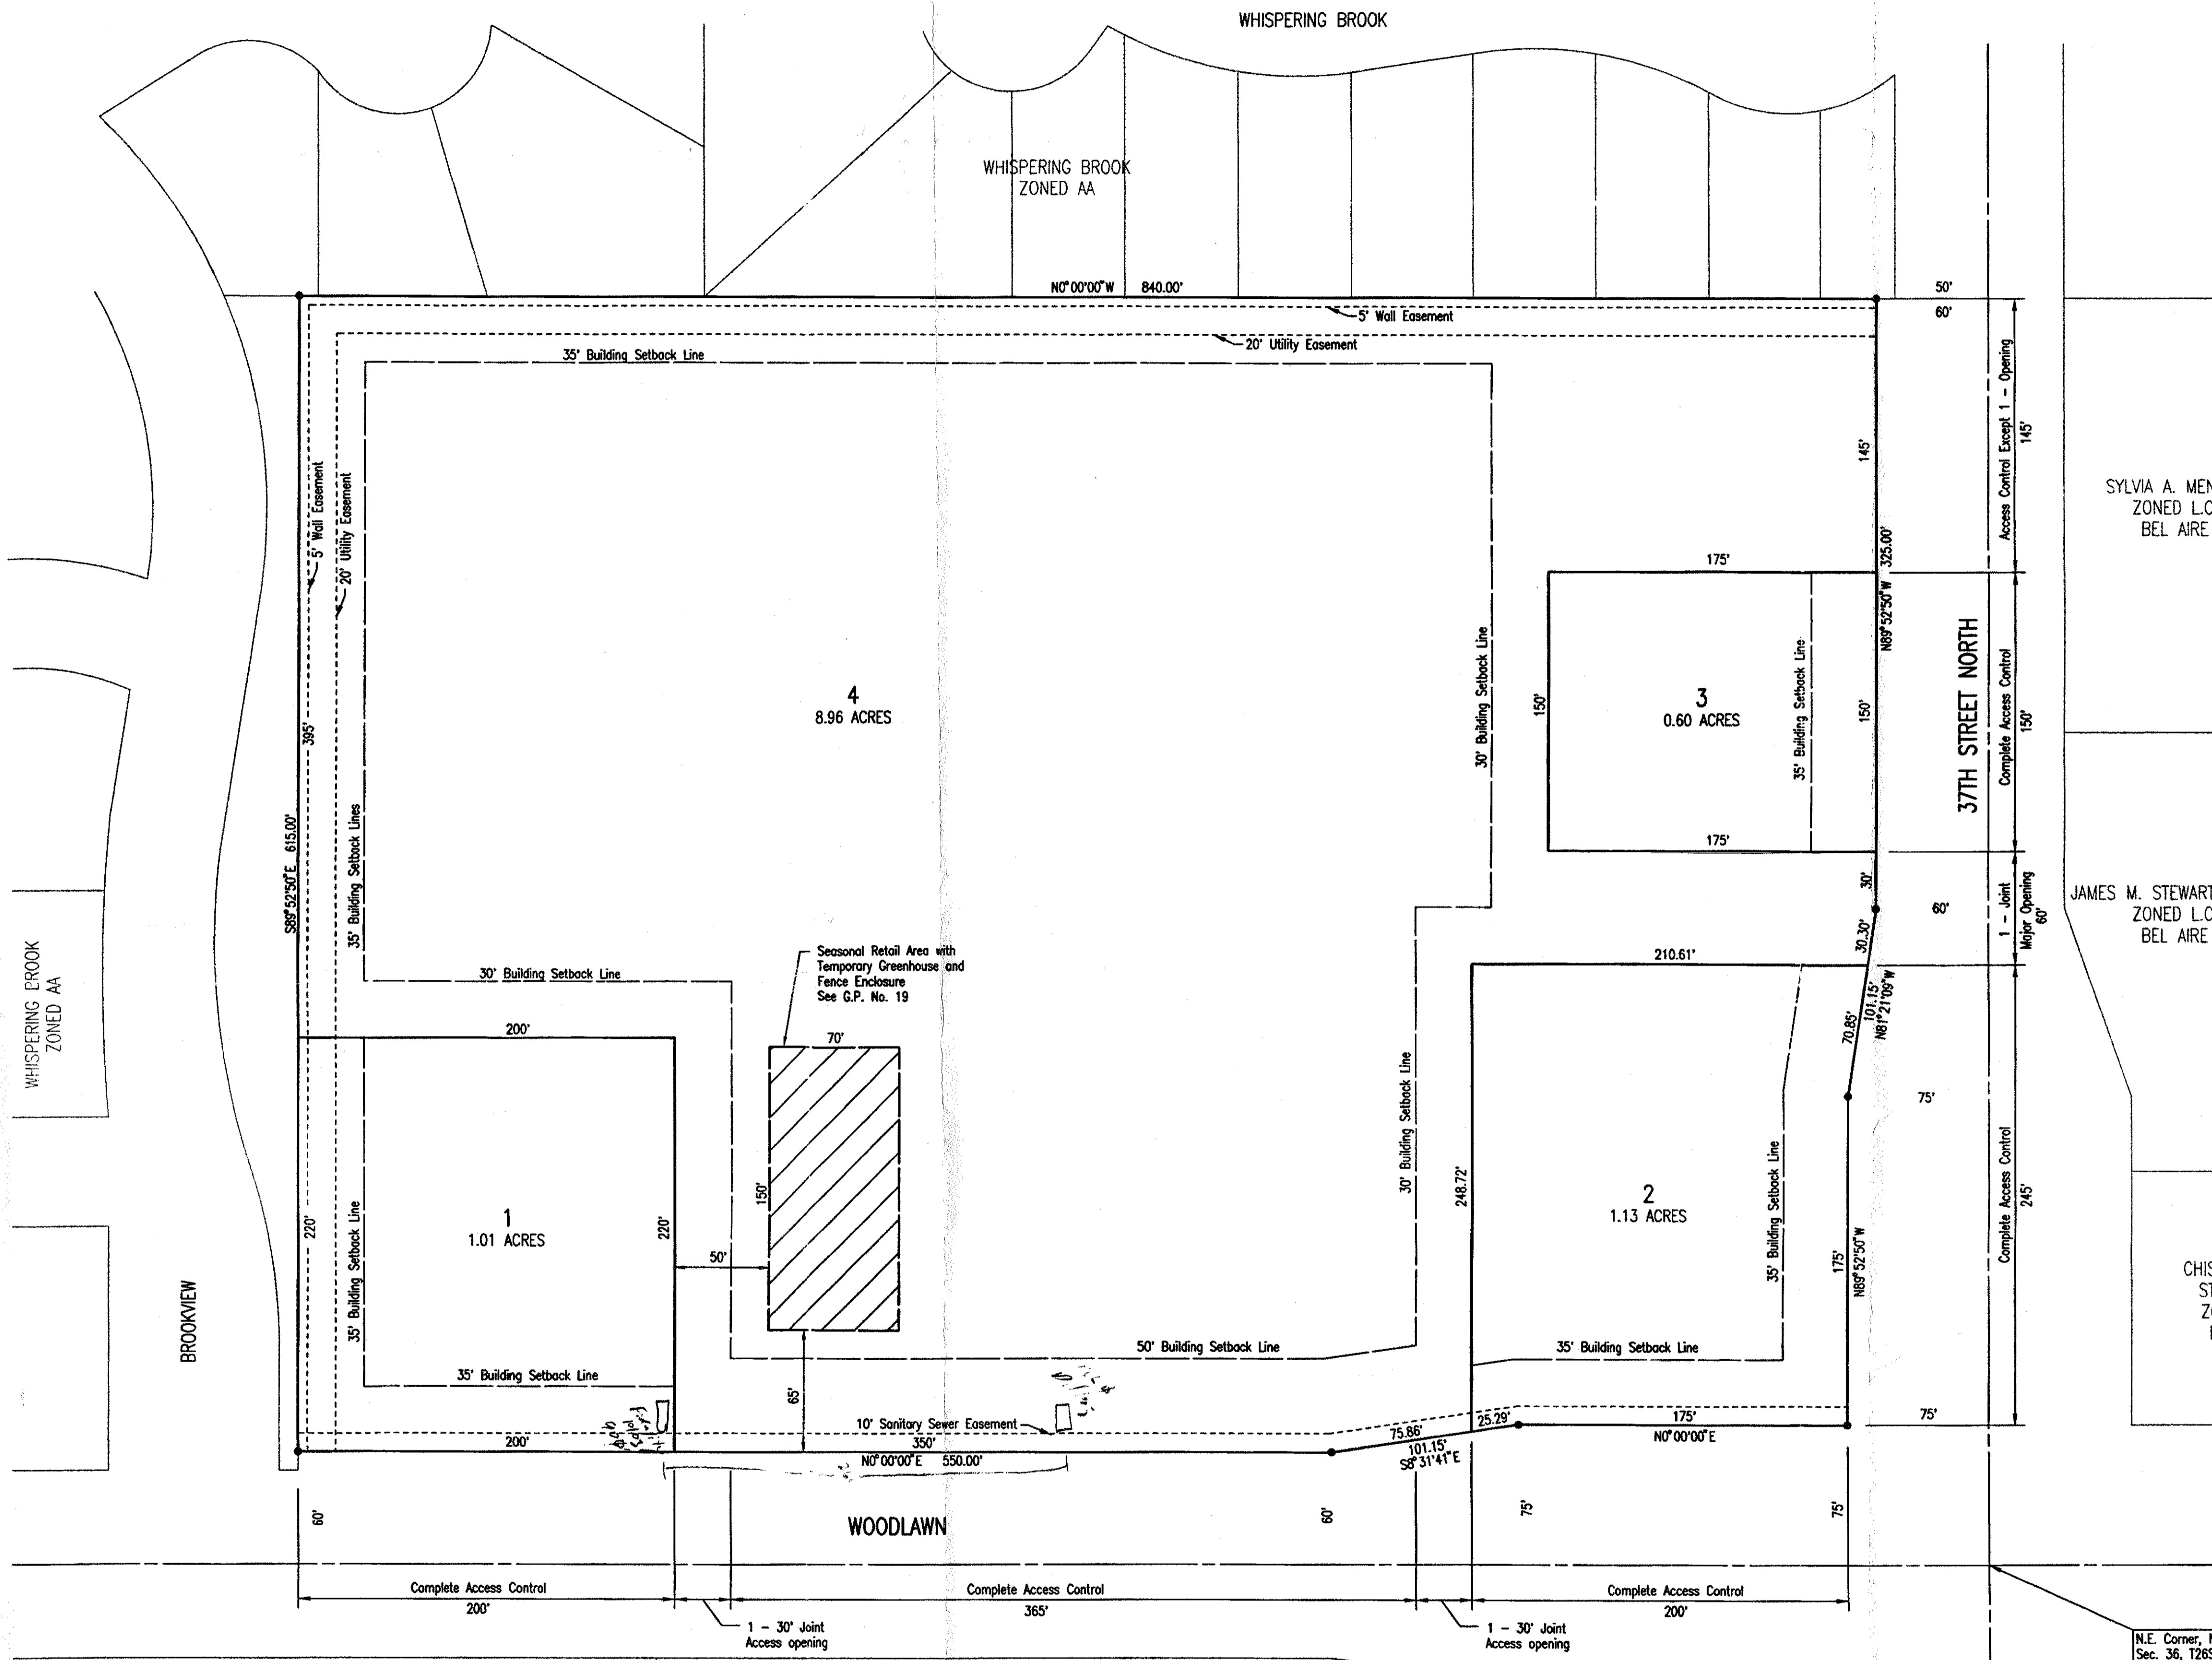 WHISPERING BROOK
WHISPERING BROOK
ZONED AA
N0°00'00"W 840.00'
50'
60'
5' Wall Easement
20' Utility Easement
35' Building Setback Line
5' Wall Easement
20' Utility Easement
395'
S89°52'50"E 615.00'
35' Building Setback Lines
4
8.96 ACRES
30' Building Setback Line
145'
325.00'
N89°52'50"W
Access Control Except 1 - Opening
145'
SYLVIA A.
ZONED
BEL AIRE
175'
150'
3
0.60 ACRES
35' Building Setback Line
150'
175'
37TH STREET NORTH
Complete Access Control
150'
30'
60'
1 - Joint
Major Opening
60'
JAMES M. STEWART
ZONED
BEL AIRE
WHISPERING BROOK
ZONED AA
30' Building Setback Line
Seasonal Retail Area with
Temporary Greenhouse and
Fence Enclosure
See G.P. No. 19
70'
150'
50'
65'
200'
220'
35' Building Setback Line
1
1.01 ACRES
220'
35' Building Setback Line
200'
BROOKVIEW
30' Building Setback Line
50' Building Setback Line
10' Sanitary Sewer Easement
350'
N0°00'00"E 550.00'
210.61'
30.30'
101.15'
N81°21'09"W
70.85'
75'
248.72'
2
1.13 ACRES
35' Building Setback Line
175'
N89°52'50"W
Complete Access Control
245'
35' Building Setback Line
75.86'
25.29'
101.15'
S8°31'41"E
175'
N0°00'00"E
75'
60'
WOODLAWN
60'
75'
75'
Complete Access Control
200'
Complete Access Control
365'
Complete Access Control
200'
1 - 30' Joint
Access opening
1 - 30' Joint
Access opening
N.E. Corner,
Sec. 36,